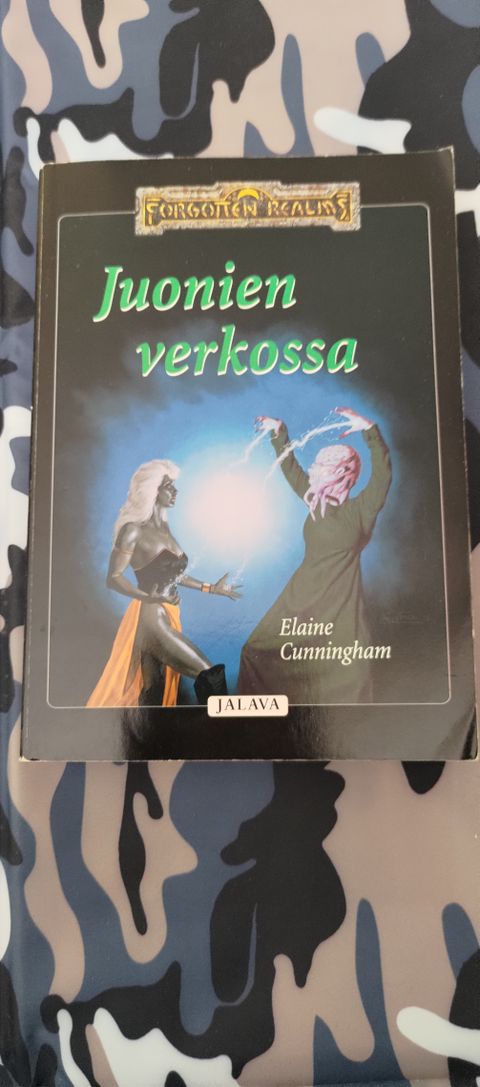 FORGOTTEN REALMS
Juonien
verkossa
Elaine
Cunningham
JALAVA